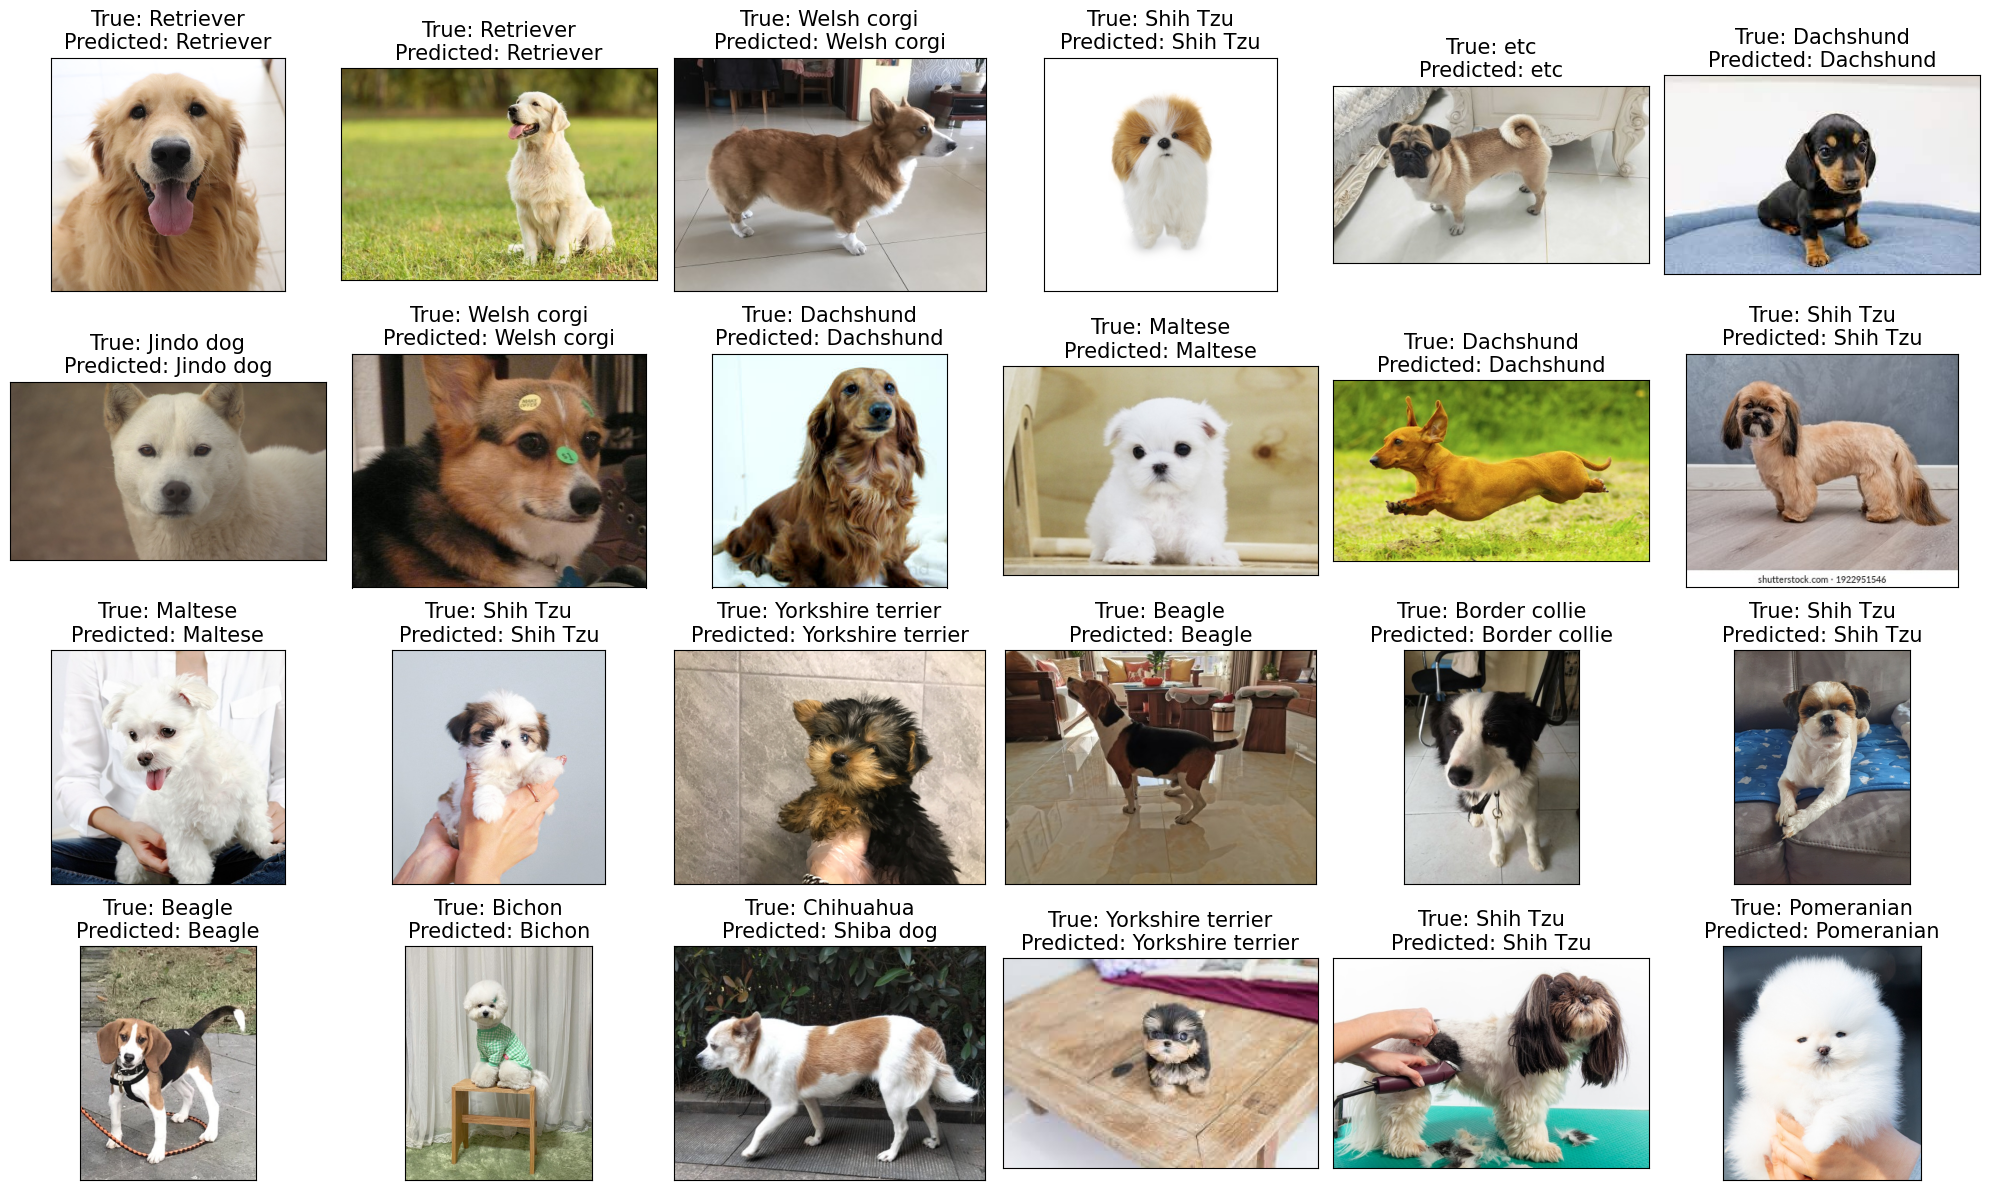 True: Retriever
Predicted: Retriever
True: Retriever
Predicted: Retriever
True: Welsh corgi
Predicted: Welsh corgi
True: Shih Tzu
Predicted: Shih Tzu
True: etc
Predicted: etc
True: Dachshund
Predicted: Dachshund
True: Jindo dog
Predicted: Jindo dog
True: Welsh corgi
Predicted: Welsh corgi
True: Dachshund
Predicted: Dachshund
True: Maltese
Predicted: Maltese
True: Dachshund
Predicted: Dachshund
True: Shih Tzu
Predicted: Shih Tzu
shutterstock.com · 1922951546
True: Maltese
Predicted: Maltese
True: Shih Tzu
Predicted: Shih Tzu
True: Yorkshire terrier
Predicted: Yorkshire terrier
True: Beagle
Predicted: Beagle
True: Border collie
Predicted: Border collie
True: Shih Tzu
Predicted: Shih Tzu
True: Beagle
Predicted: Beagle
True: Bichon
Predicted: Bichon
True: Chihuahua
Predicted: Shiba dog
True: Yorkshire terrier
Predicted: Yorkshire terrier
True: Shih Tzu
Predicted: Shih Tzu
True: Pomeranian
Predicted: Pomeranian